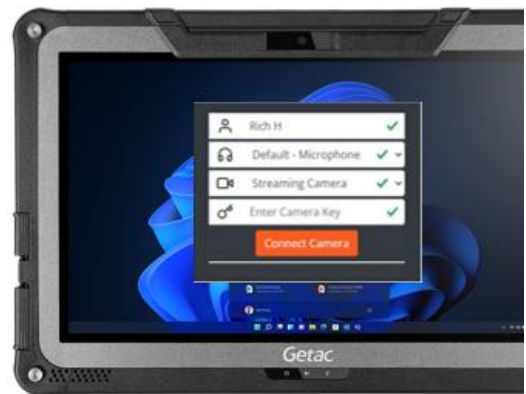 Rich H
Default - Microphone
Streaming Camera
Enter Camera Key
Connect Camera
Getac